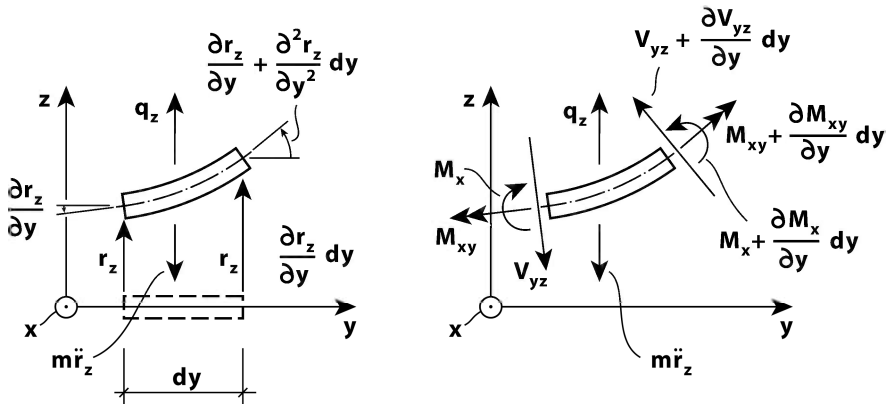 ∂r_z/∂y + ∂²r_z/∂y² dy
z
q_z
∂r_z/∂y
r_z
r_z
∂r_z/∂y dy
x
y
mr̈_z
dy
V_yz + ∂V_yz/∂y dy
z
q_z
M_x
M_xy + ∂M_xy/∂y dy
M_xy
V_yz
M_x + ∂M_x/∂y dy
x
y
mr̈_z